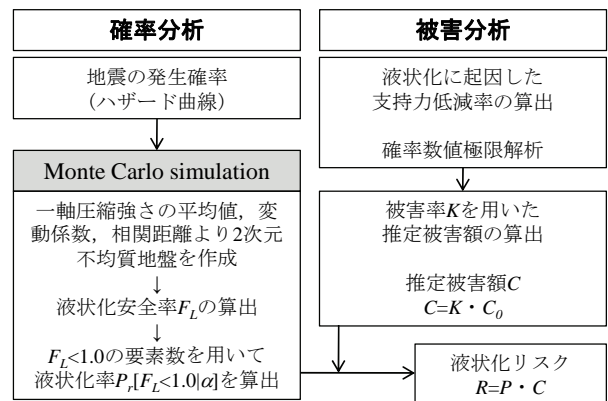 確率分析
地震の発生確率
（ハザード曲線）
Monte Carlo simulation
一軸圧縮強さの平均値，変
動係数，相関距離より2次元
不均質地盤を作成
↓
液状化安全率F_Lの算出
↓
F_L<1.0の要素数を用いて
液状化率P_r[F_L<1.0|α]を算出
被害分析
液状化に起因した
支持力低減率の算出
確率数値極限解析
被害率Kを用いた
推定被害額の算出
推定被害額C
C=K・C_0
液状化リスク
R=P・C